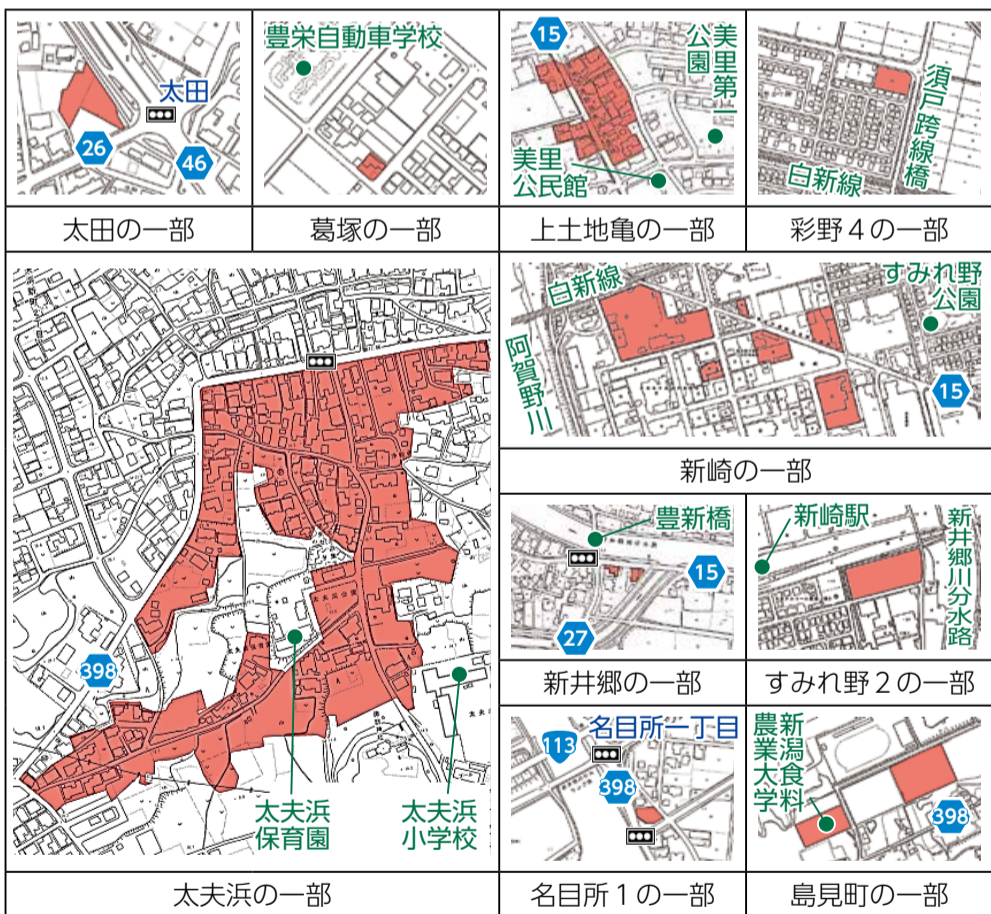 太田
26
46
太田の一部
豊栄自動車学校
葛塚の一部
15
美里第一
公園
美里
公民館
上土地亀の一部
須戸跨線橋
白新線
彩野4の一部
398
太夫浜公園
太夫浜
保育園
太夫浜
小学校
太夫浜の一部
白新線
すみれ野
公園
阿賀野川
15
新崎の一部
豊新橋
15
27
新井郷の一部
新崎駅
新井郷川分水路
すみれ野2の一部
113
名目所一丁目
398
名目所1の一部
新潟食料
農業大学
398
島見町の一部